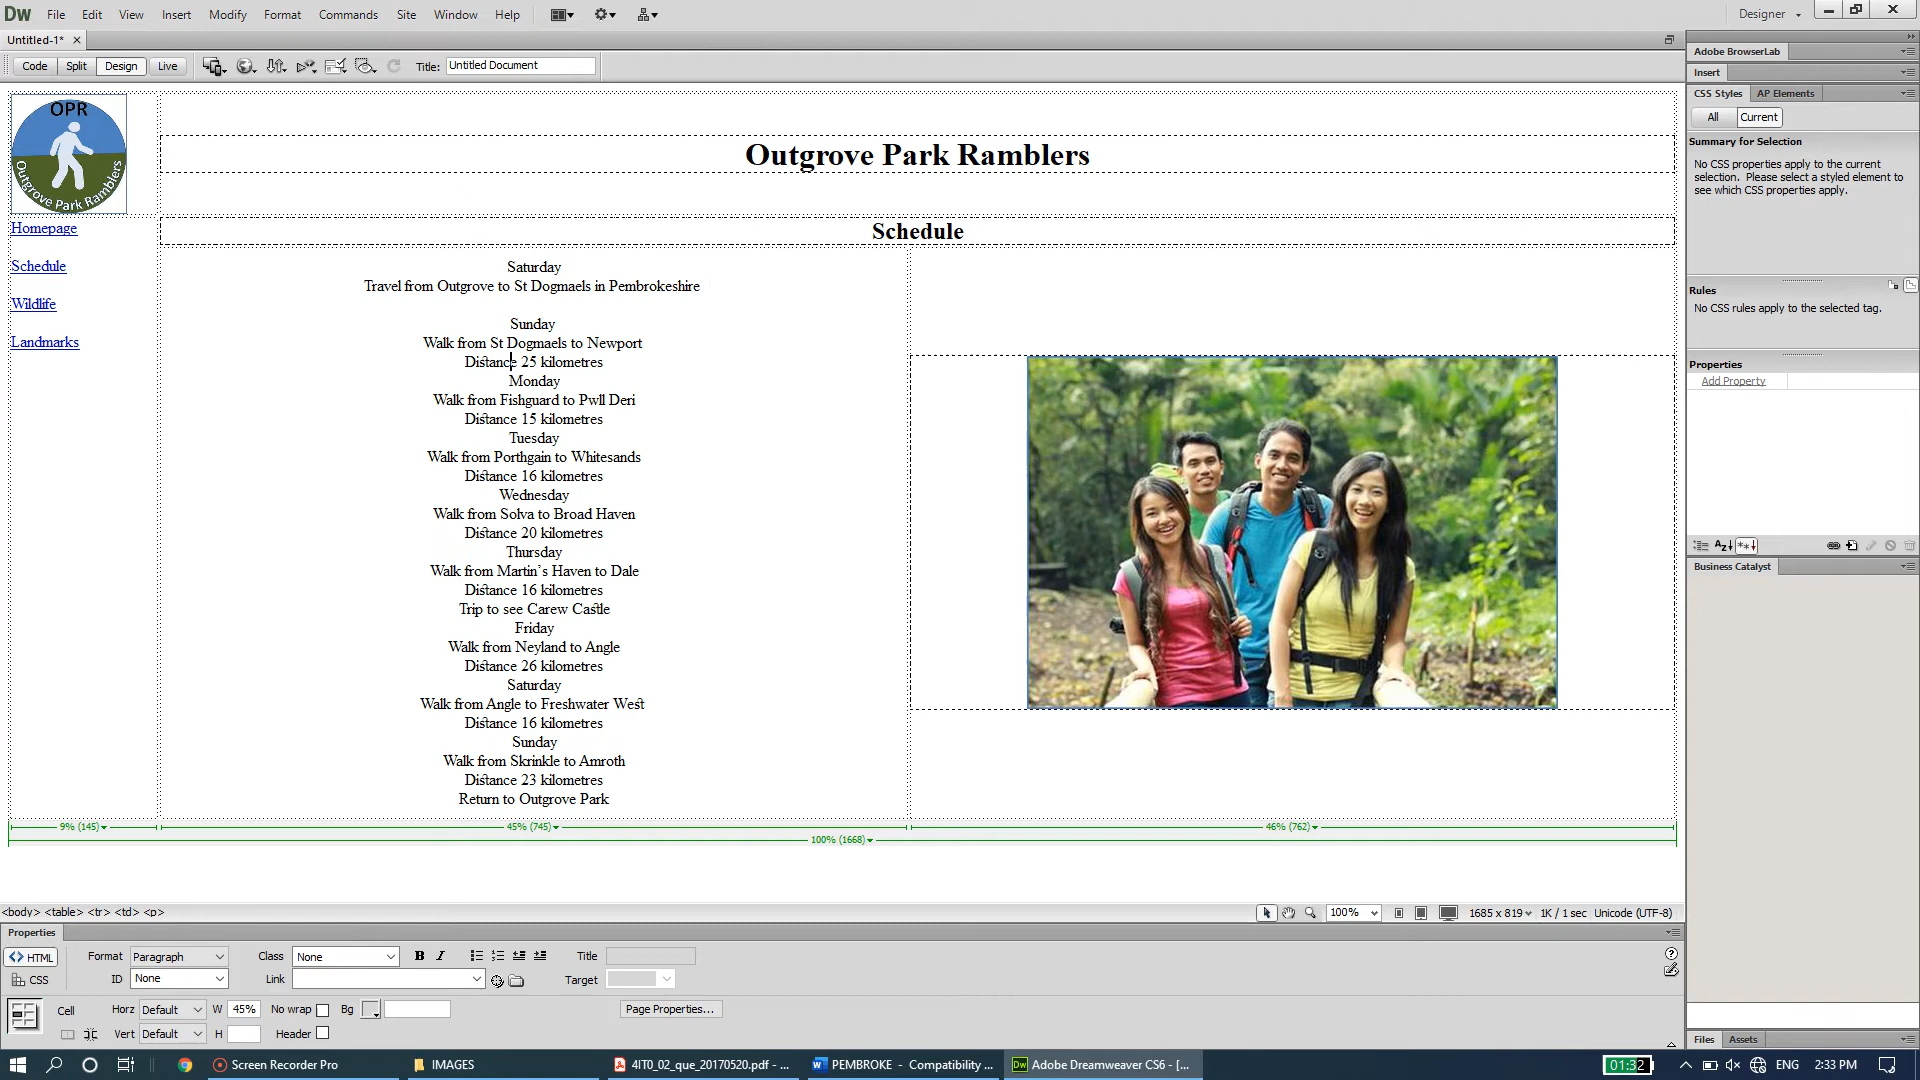 Dw File Edit View Insert Modify Format Commands Site Window Help Designer
Untitled-1*
Code Split Design Live Title: Untitled Document
Adobe BrowserLab
Insert
CSS Styles AP Elements
All Current
Summary for Selection
No CSS properties apply to the current
selection. Please select a styled element to
see which CSS properties apply.
Rules
No CSS rules apply to the selected tag.
Properties
Add Property
Business Catalyst
Files Assets
OPR
Outgrove Park Ramblers
Outgrove Park Ramblers
Homepage
Schedule
Wildlife
Landmarks
Schedule
Saturday
Travel from Outgrove to St Dogmaels in Pembrokeshire
Sunday
Walk from St Dogmaels to Newport
Distance 25 kilometres
Monday
Walk from Fishguard to Pwll Deri
Distance 15 kilometres
Tuesday
Walk from Porthgain to Whitesands
Distance 16 kilometres
Wednesday
Walk from Solva to Broad Haven
Distance 20 kilometres
Thursday
Walk from Martin's Haven to Dale
Distance 16 kilometres
Trip to see Carew Castle
Friday
Walk from Neyland to Angle
Distance 26 kilometres
Saturday
Walk from Angle to Freshwater West
Distance 16 kilometres
Sunday
Walk from Skrinkle to Amroth
Distance 23 kilometres
Return to Outgrove Park
9% (145) 45% (745) 46% (762)
100% (1668)
<body> <table> <tr> <td> <p> 100% 1685 x 819 1K / 1 sec Unicode (UTF-8)
Properties
<> HTML Format Paragraph Class None B I Title
CSS ID None Link Target
Cell Horz Default W 45% No wrap Bg Page Properties...
Vert Default H Header
Screen Recorder Pro IMAGES 4IT0_02_que_20170520.pdf - ... PEMBROKE - Compatibility ... Dw Adobe Dreamweaver CS6 - [... 01:32 ENG 2:33 PM